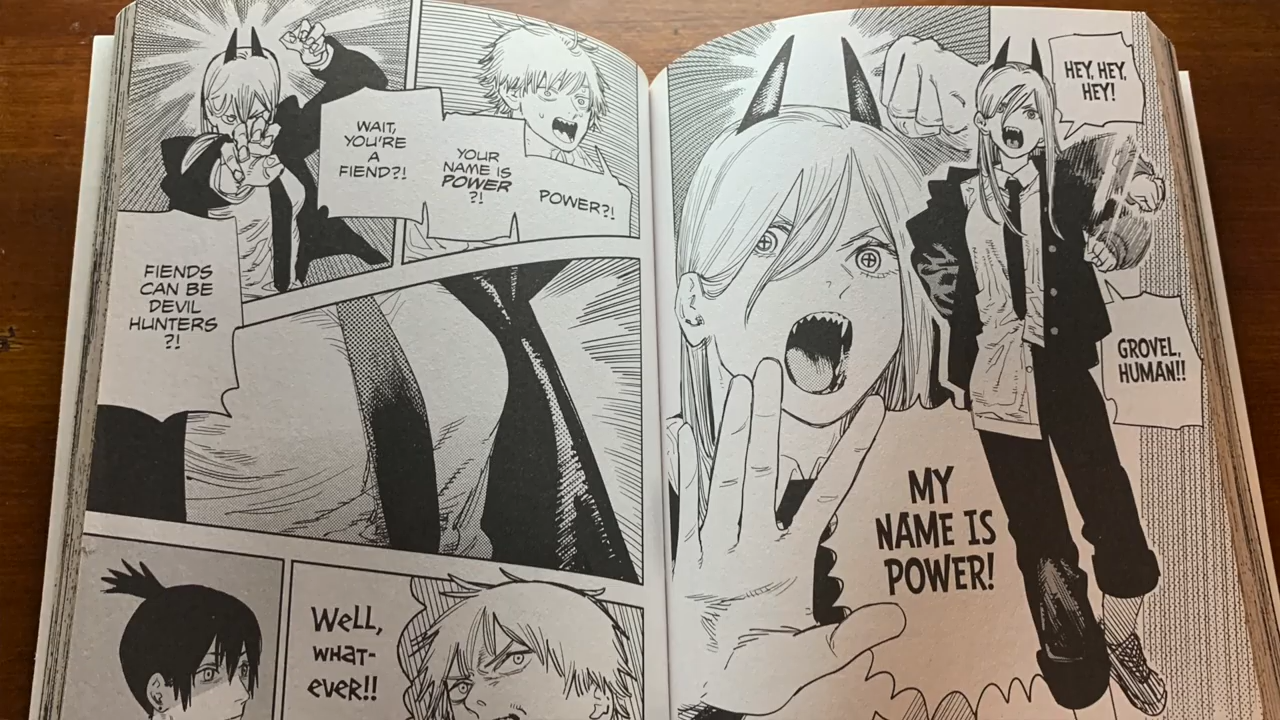 HEY, HEY,
HEY!
GROVEL,
HUMAN!!
MY
NAME IS
POWER!
POWER?!
YOUR
NAME IS
POWER
?!
WAIT,
YOU'RE
A
FIEND?!
FIENDS
CAN BE
DEVIL
HUNTERS
?!
WeLL,
WHAT-
eVeR!!